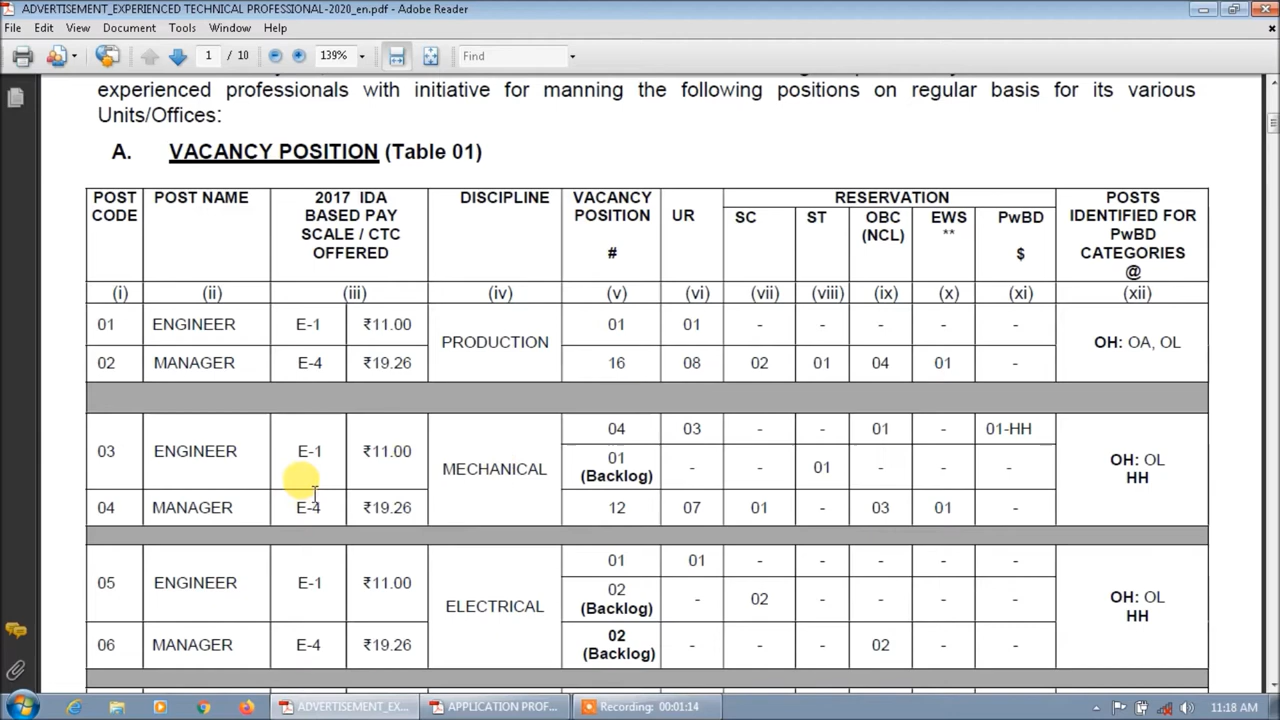 ADVERTISEMENT_EXPERIENCED TECHNICAL PROFESSIONAL-2020_en.pdf - Adobe Reader
File Edit View Document Tools Window Help
1 / 10 139% Find
experienced professionals with initiative for manning the following positions on regular basis for its various
Units/Offices:
A. VACANCY POSITION (Table 01)
POST CODE POST NAME 2017 IDA BASED PAY SCALE / CTC OFFERED DISCIPLINE VACANCY POSITION # UR RESERVATION POSTS IDENTIFIED FOR PwBD CATEGORIES @
SC ST OBC (NCL) EWS ** PwBD $
(i) (ii) (iii) (iv) (v) (vi) (vii) (viii) (ix) (x) (xi) (xii)
01 ENGINEER E-1 ₹11.00 PRODUCTION 01 01 - - - - - OH: OA, OL
02 MANAGER E-4 ₹19.26 16 08 02 01 04 01 -
03 ENGINEER E-1 ₹11.00 MECHANICAL 04 03 - - 01 - 01-HH OH: OL HH
01 (Backlog) - - 01 - - -
04 MANAGER E-4 ₹19.26 12 07 01 - 03 01 -
05 ENGINEER E-1 ₹11.00 ELECTRICAL 01 01 - - - - - OH: OL HH
02 (Backlog) - 02 - - - -
06 MANAGER E-4 ₹19.26 02 (Backlog) - - - 02 - -
ADVERTISEMENT_EX... APPLICATION PROF... Recording: 00:01:14 11:18 AM